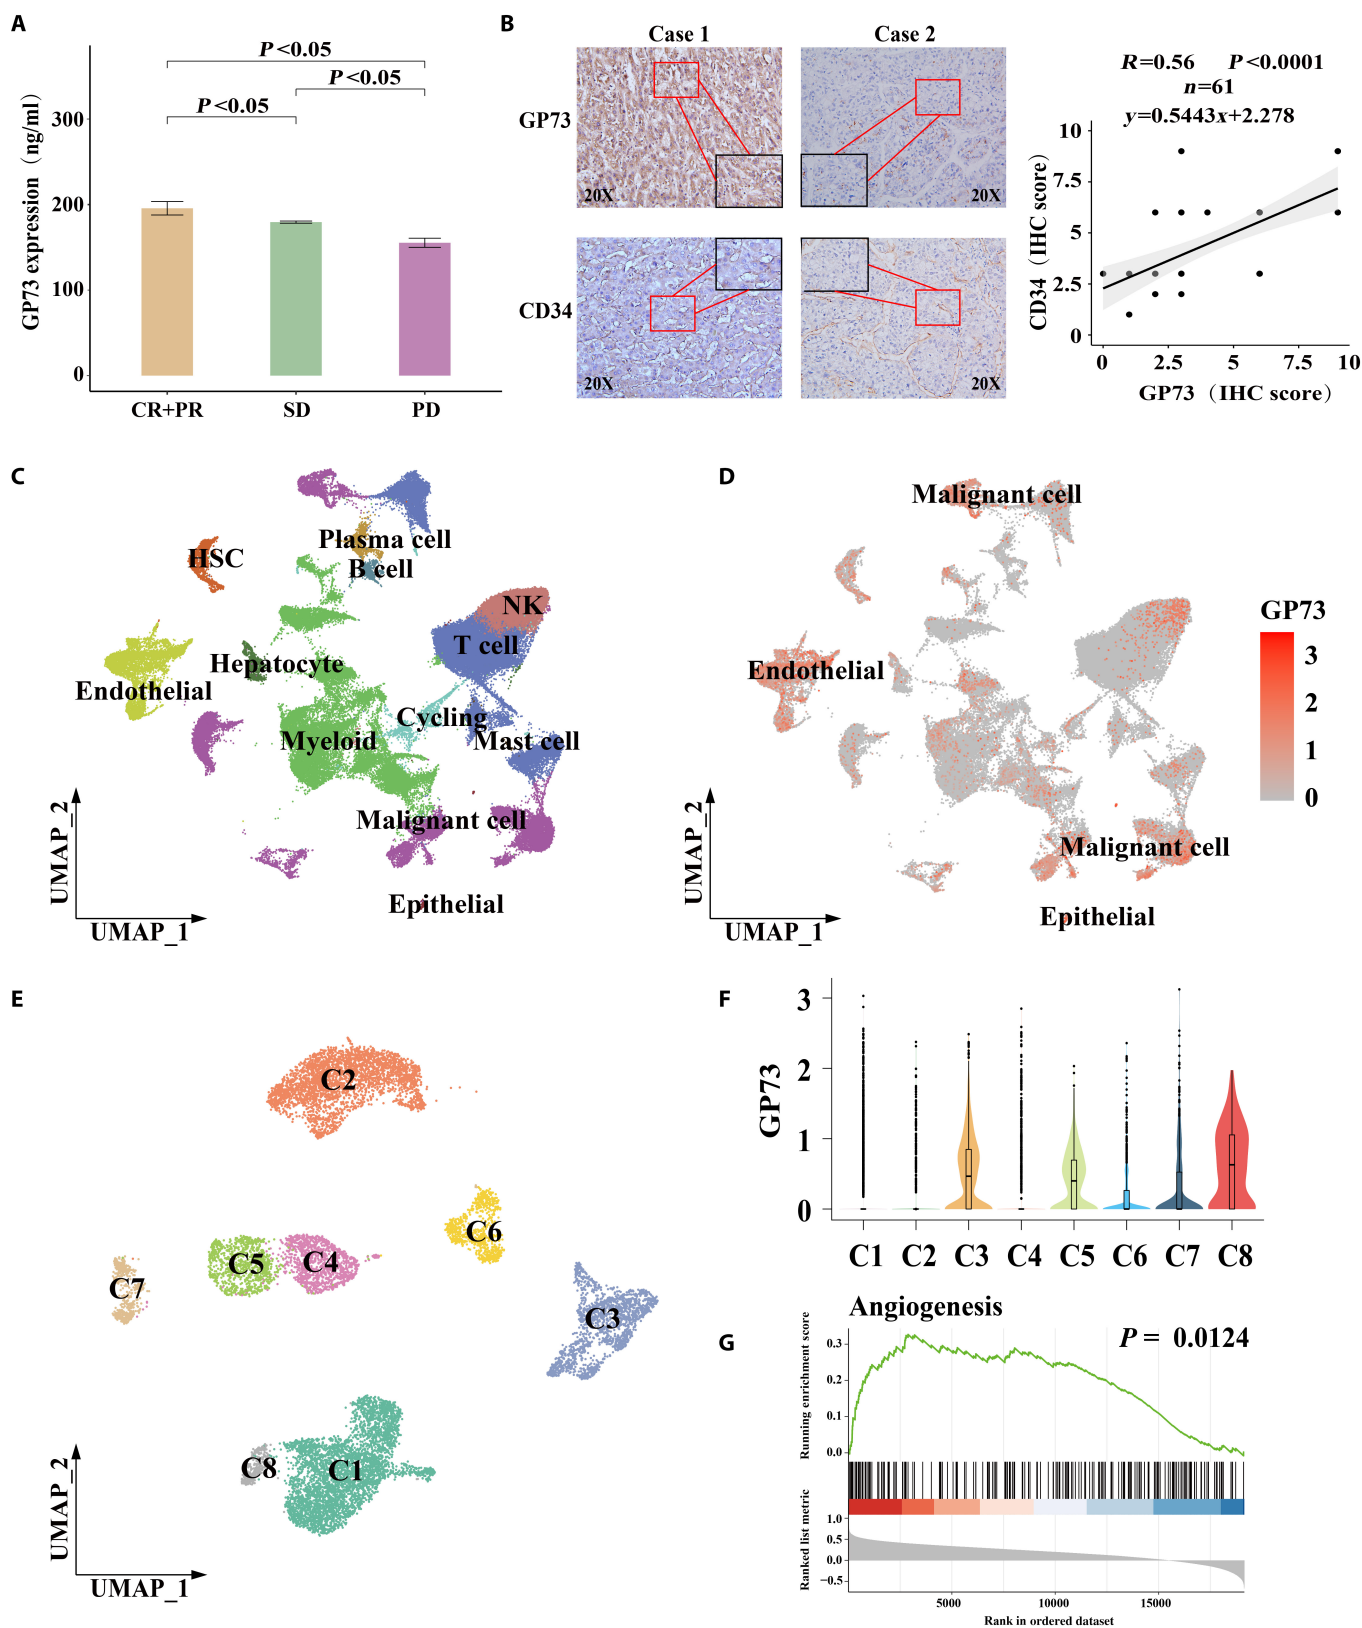 A
GP73 expression (ng/ml)
300
200
100
0
P<0.05
P<0.05
P<0.05
CR+PR SD PD
B
Case 1 Case 2
GP73
20X 20X
CD34
20X 20X
R=0.56 P<0.0001
n=61
y=0.5443x+2.278
CD34 (IHC score)
10
7.5
5
2.5
0
0 2.5 5 7.5 10
GP73 (IHC score)
C
Plasma cell
HSC
B cell
NK
T cell
Hepatocyte
Endothelial
Cycling
Myeloid
Mast cell
Malignant cell
Epithelial
UMAP_2
UMAP_1
D
Malignant cell
Endothelial
Malignant cell
Epithelial
GP73
3
2
1
0
UMAP_2
UMAP_1
E
C2
C6
C5 C4
C7
C3
C8 C1
UMAP_2
UMAP_1
F
GP73
3
2
1
0
C1 C2 C3 C4 C5 C6 C7 C8
G
Angiogenesis
P = 0.0124
Running enrichment score
0.3
0.2
0.1
0.0
Ranked list metric
1.0
0.5
0.0
−0.5
5000 10000 15000
Rank in ordered dataset